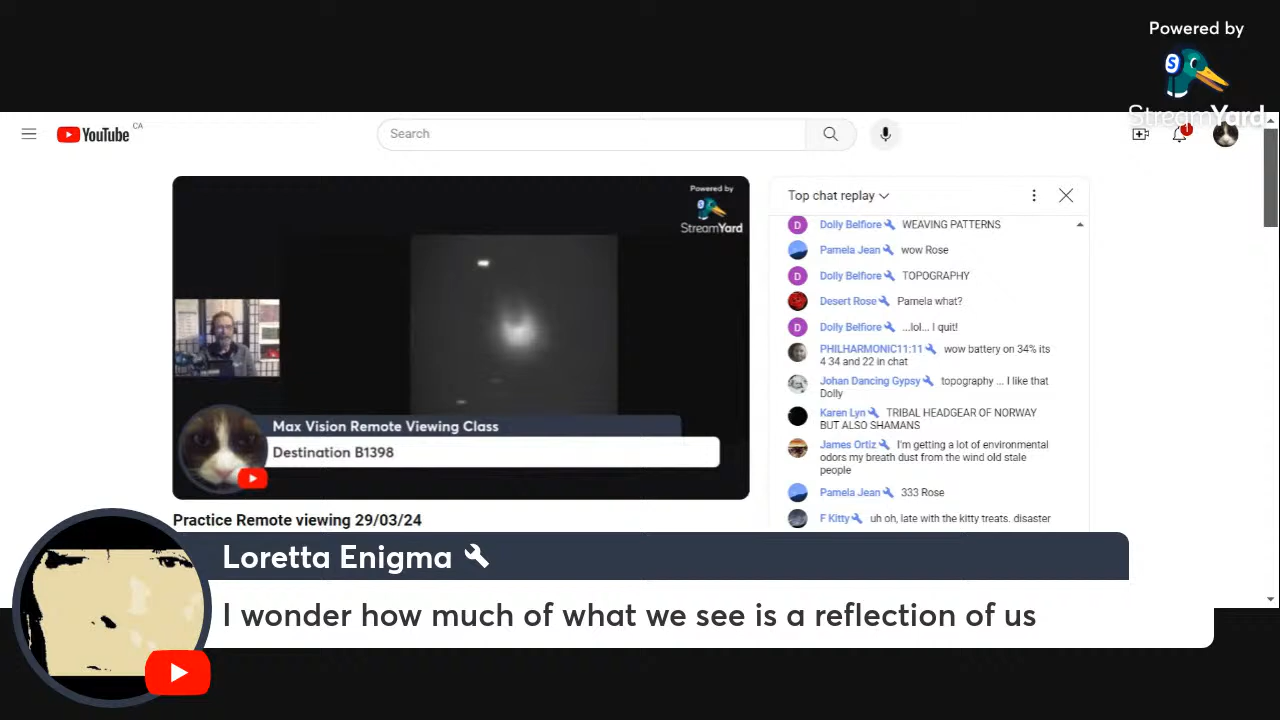 Powered by
StreamYard
YouTube CA
Search
1
Powered by
StreamYard
Max Vision Remote Viewing Class
Destination B1398
Practice Remote viewing 29/03/24
Top chat replay
D Dolly Belfiore WEAVING PATTERNS
Pamela Jean wow Rose
D Dolly Belfiore TOPOGRAPHY
Desert Rose Pamela what?
D Dolly Belfiore ...lol... I quit!
PHILHARMONIC11:11 wow battery on 34% its
4 34 and 22 in chat
Johan Dancing Gypsy topography ... I like that
Dolly
Karen Lyn TRIBAL HEADGEAR OF NORWAY
BUT ALSO SHAMANS
James Ortiz I'm getting a lot of environmental
odors my breath dust from the wind old stale
people
Pamela Jean 333 Rose
F Kitty uh oh, late with the kitty treats. disaster
Loretta Enigma
I wonder how much of what we see is a reflection of us